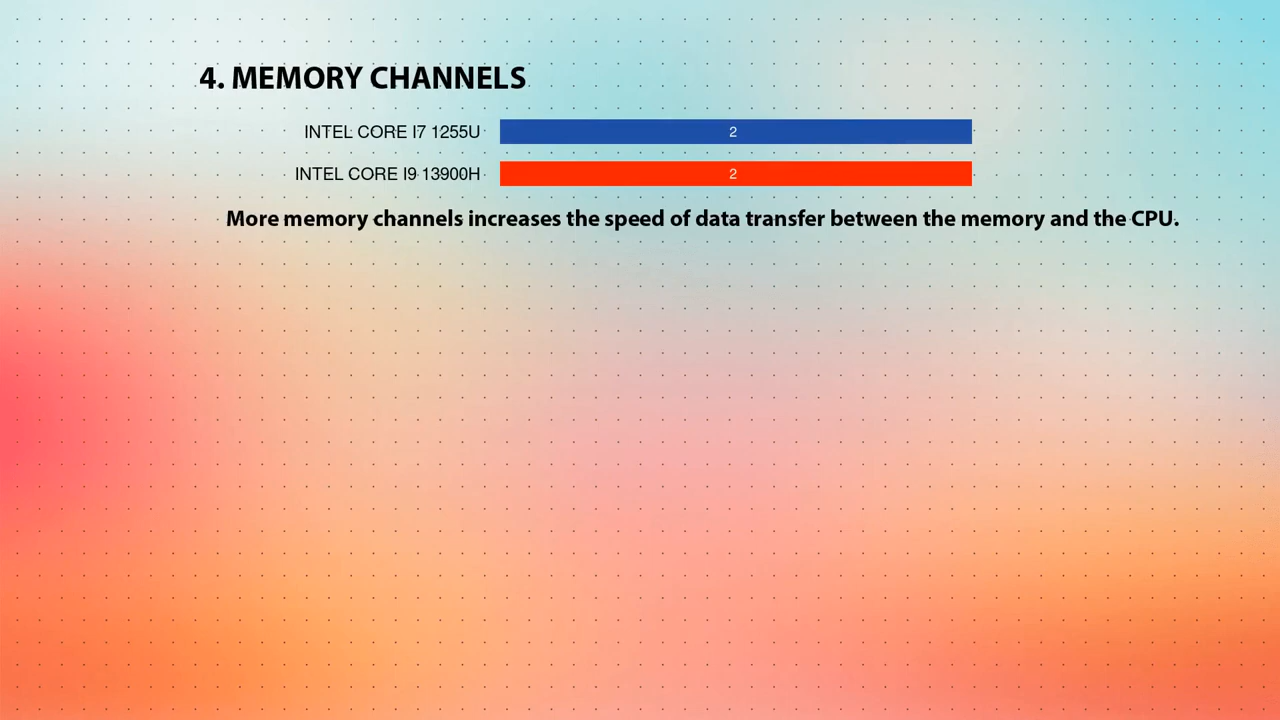 4. MEMORY CHANNELS
INTEL CORE I7 1255U 2
INTEL CORE I9 13900H 2
More memory channels increases the speed of data transfer between the memory and the CPU.